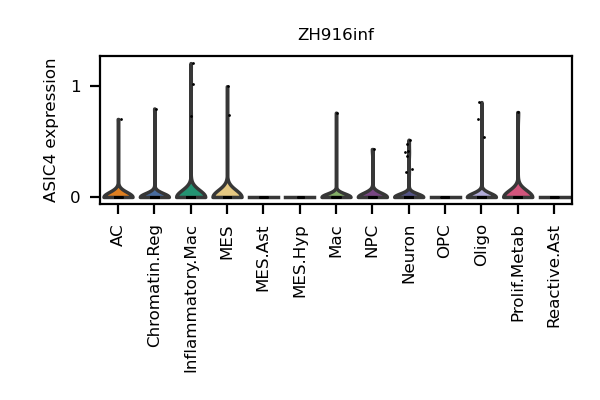 ZH916inf
ASIC4 expression
1
0
AC
Chromatin.Reg
Inflammatory.Mac
MES
MES.Ast
MES.Hyp
Mac
NPC
Neuron
OPC
Oligo
Prolif.Metab
Reactive.Ast